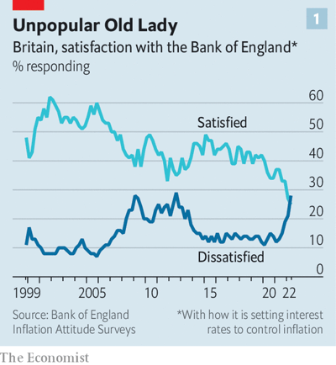 1
Unpopular Old Lady
Britain, satisfaction with the Bank of England*
% responding
60
Satisfied
50
40
30
20
10
Dissatisfied
0
1999 2005 10 15 20 22
Source: Bank of England
Inflation Attitude Surveys
*With how it is setting interest
rates to control inflation
The Economist